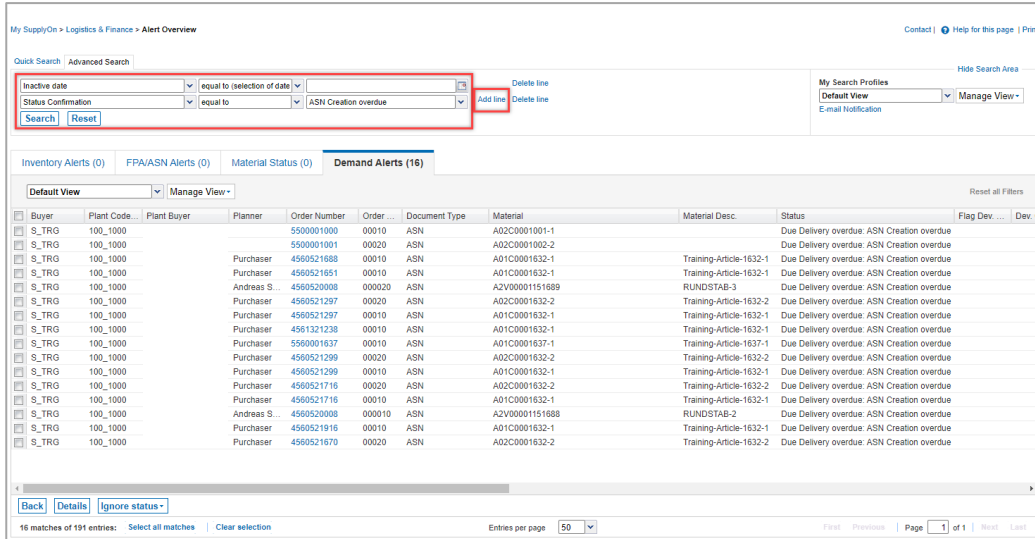 My SupplyOn > Logistics & Finance > Alert Overview Contact | Help for this page | Prin
Quick Search Advanced Search Hide Search Area
Inactive date equal to (selection of date Delete line My Search Profiles
Status Confirmation equal to ASN Creation overdue Add line Delete line Default View Manage View
Search Reset E-mail Notification
Inventory Alerts (0) FPA/ASN Alerts (0) Material Status (0) Demand Alerts (16)
Default View Manage View Reset all Filters
Buyer Plant Code... Plant Buyer Planner Order Number Order ... Document Type Material Material Desc. Status Flag Dev. ... Dev.
S_TRG 100_1000 5500001000 00010 ASN A02C0001001-1 Due Delivery overdue: ASN Creation overdue
S_TRG 100_1000 5500001001 00020 ASN A02C0001002-2 Due Delivery overdue: ASN Creation overdue
S_TRG 100_1000 Purchaser 4560521688 00010 ASN A01C0001632-1 Training-Article-1632-1 Due Delivery overdue: ASN Creation overdue
S_TRG 100_1000 Purchaser 4560521651 00010 ASN A01C0001632-1 Training-Article-1632-1 Due Delivery overdue: ASN Creation overdue
S_TRG 100_1000 Andreas S... 4560520008 000020 ASN A2V00001151689 RUNDSTAB-3 Due Delivery overdue: ASN Creation overdue
S_TRG 100_1000 Purchaser 4560521297 00020 ASN A02C0001632-2 Training-Article-1632-2 Due Delivery overdue: ASN Creation overdue
S_TRG 100_1000 Purchaser 4560521297 00010 ASN A01C0001632-1 Training-Article-1632-1 Due Delivery overdue: ASN Creation overdue
S_TRG 100_1000 Purchaser 4561321238 00010 ASN A01C0001632-1 Training-Article-1632-1 Due Delivery overdue: ASN Creation overdue
S_TRG 100_1000 Purchaser 5560001637 00010 ASN A01C0001637-1 Training-Article-1637-1 Due Delivery overdue: ASN Creation overdue
S_TRG 100_1000 Purchaser 4560521299 00020 ASN A02C0001632-2 Training-Article-1632-2 Due Delivery overdue: ASN Creation overdue
S_TRG 100_1000 Purchaser 4560521299 00010 ASN A01C0001632-1 Training-Article-1632-1 Due Delivery overdue: ASN Creation overdue
S_TRG 100_1000 Purchaser 4560521716 00020 ASN A02C0001632-2 Training-Article-1632-2 Due Delivery overdue: ASN Creation overdue
S_TRG 100_1000 Purchaser 4560521716 00010 ASN A01C0001632-1 Training-Article-1632-1 Due Delivery overdue: ASN Creation overdue
S_TRG 100_1000 Andreas S... 4560520008 000010 ASN A2V00001151688 RUNDSTAB-2 Due Delivery overdue: ASN Creation overdue
S_TRG 100_1000 Purchaser 4560521916 00010 ASN A01C0001632-1 Training-Article-1632-1 Due Delivery overdue: ASN Creation overdue
S_TRG 100_1000 Purchaser 4560521670 00020 ASN A02C0001632-2 Training-Article-1632-2 Due Delivery overdue: ASN Creation overdue
Back Details Ignore status
16 matches of 191 entries: Select all matches | Clear selection Entries per page 50 First Previous | Page 1 of 1 | Next Last